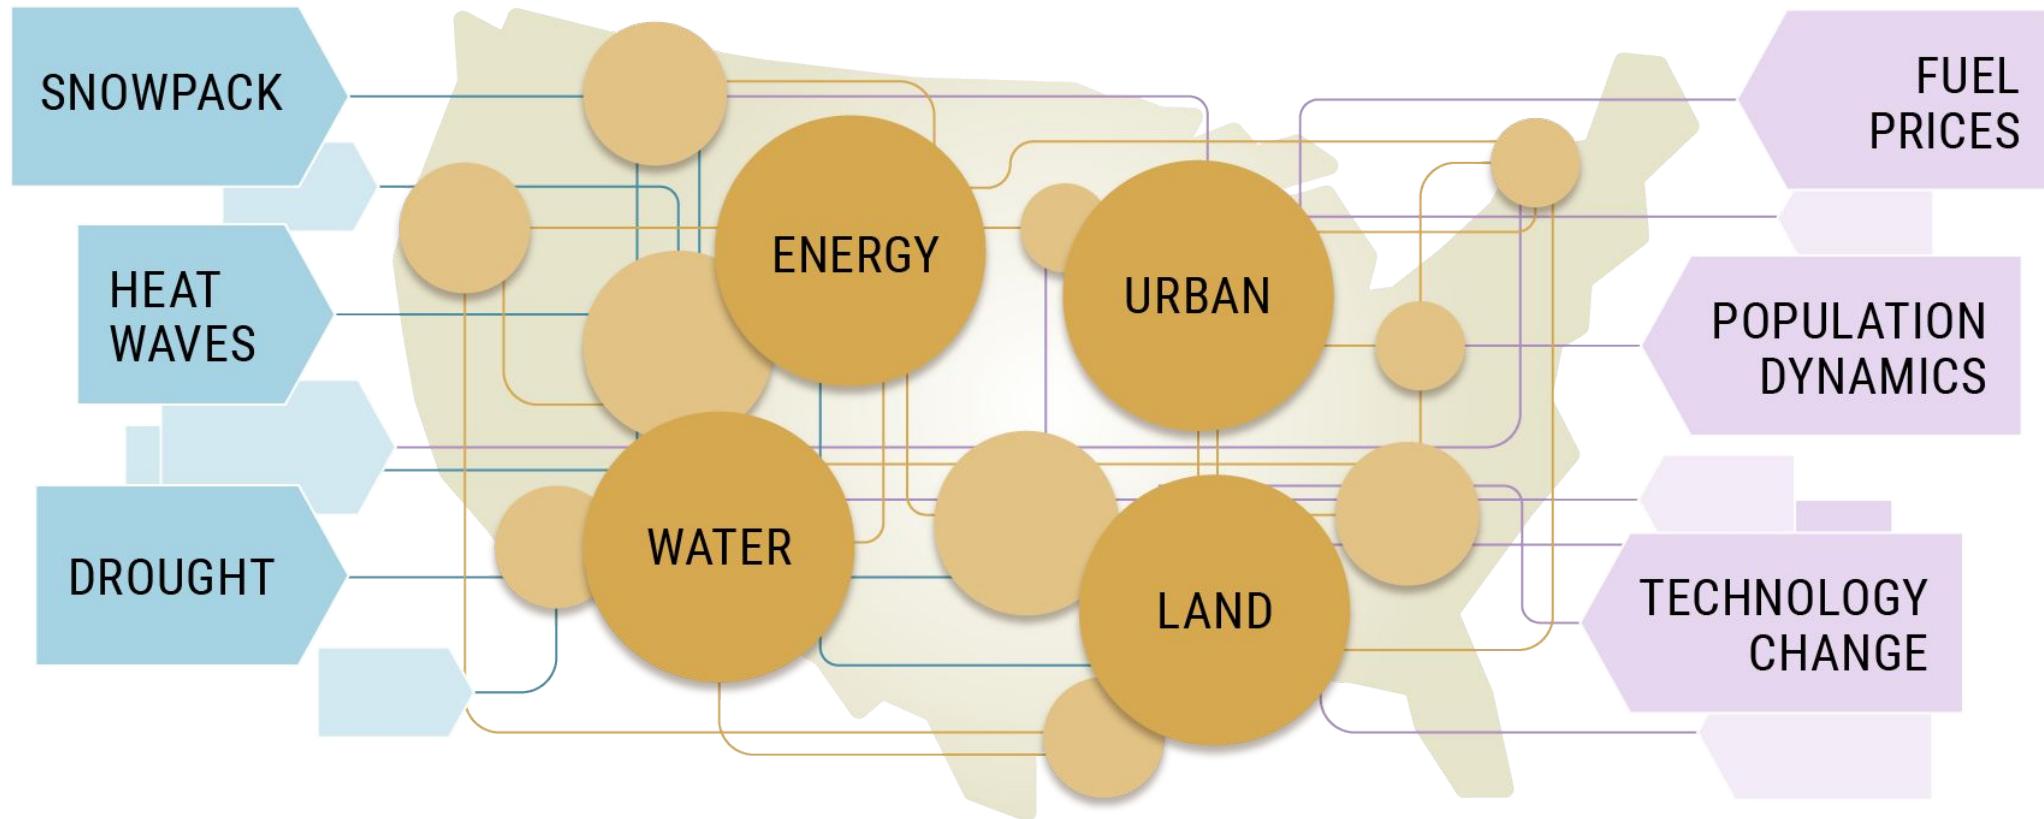 SNOWPACK
HEAT
WAVES
DROUGHT
ENERGY
URBAN
WATER
LAND
FUEL
PRICES
POPULATION
DYNAMICS
TECHNOLOGY
CHANGE